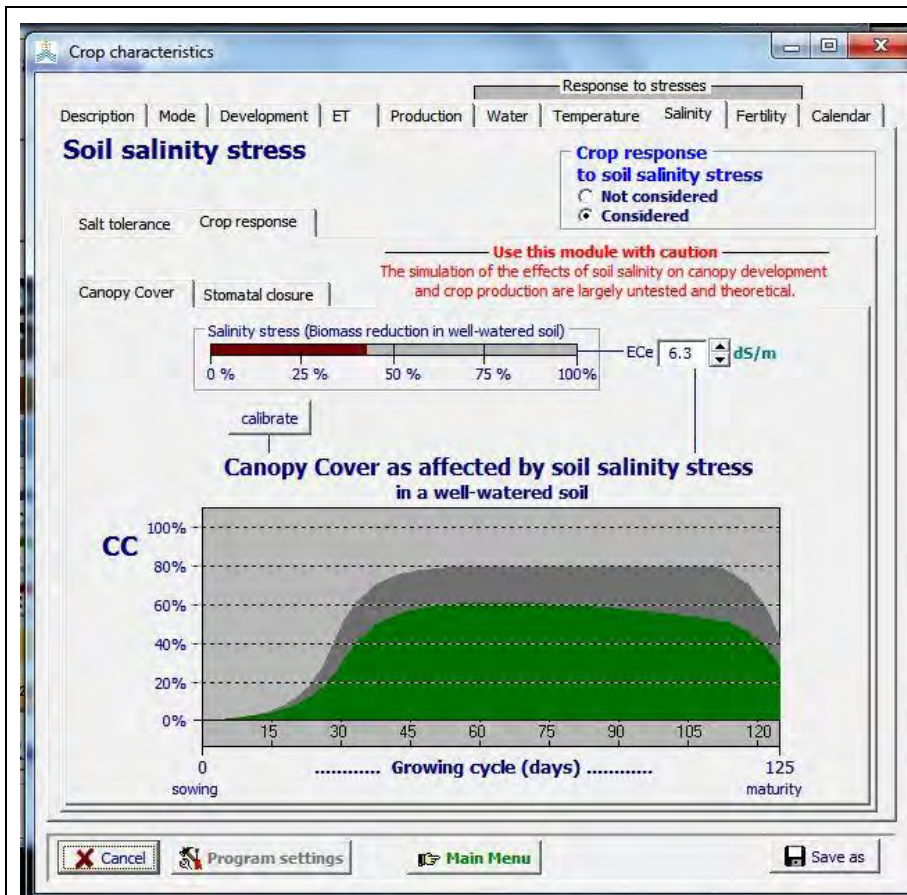 Crop characteristics
Response to stresses
Description Mode Development ET Production Water Temperature Salinity Fertility Calendar
Soil salinity stress
Crop response
to soil salinity stress
Not considered
Considered
Salt tolerance Crop response
Use this module with caution
The simulation of the effects of soil salinity on canopy development
and crop production are largely untested and theoretical.
Canopy Cover Stomatal closure
Salinity stress (Biomass reduction in well-watered soil)
ECe 6.3 dS/m
0 % 25 % 50 % 75 % 100%
calibrate
Canopy Cover as affected by soil salinity stress
in a well-watered soil
CC
100%
80%
60%
40%
20%
0%
15 30 45 60 75 90 105 120
0 ............ Growing cycle (days) ............ 125
sowing maturity
Cancel Program settings Main Menu Save as